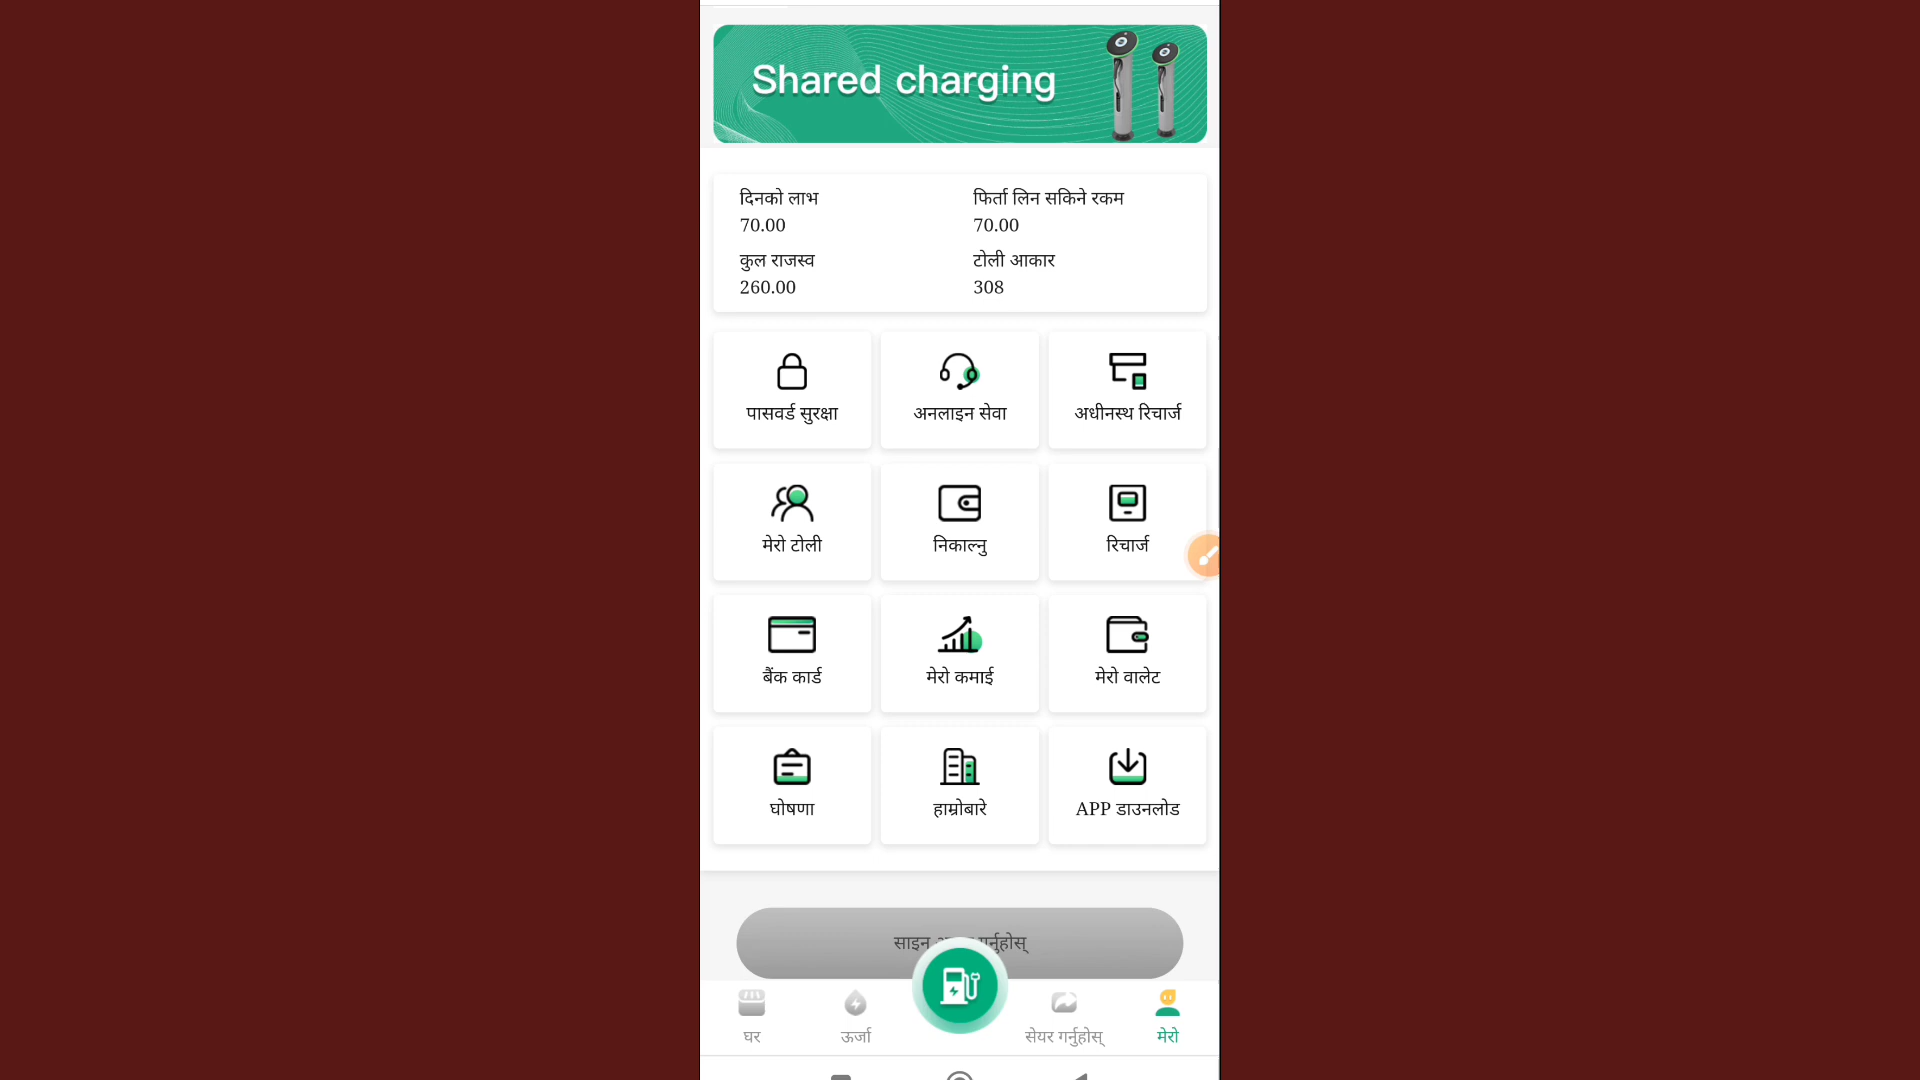 Shared charging
दिनको लाभ
70.00
फिर्ता लिन सकिने रकम
70.00
कुल राजस्व
260.00
टोली आकार
308
पासवर्ड सुरक्षा
अनलाइन सेवा
अधीनस्थ रिचार्ज
मेरो टोली
निकाल्नु
रिचार्ज
बैंक कार्ड
मेरो कमाई
मेरो वालेट
घोषणा
हाम्रोबारे
APP डाउनलोड
साइन गर्नुहोस्
घर
ऊर्जा
सेयर गर्नुहोस्
मेरो